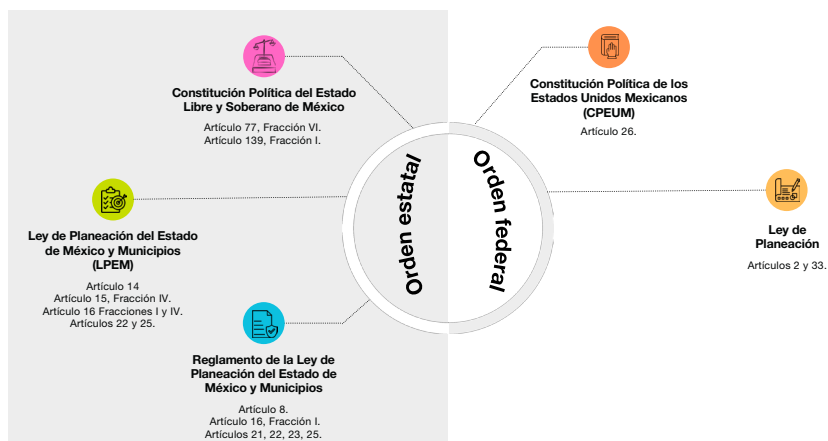 Constitución Política del Estado
Libre y Soberano de México
Artículo 77, Fracción VI.
Artículo 139, Fracción I.
Ley de Planeación del Estado
de México y Municipios
(LPEM)
Artículo 14
Artículo 15, Fracción IV.
Artículo 16 Fracciones I y IV.
Artículos 22 y 25.
Reglamento de la Ley de
Planeación del Estado de
México y Municipios
Artículo 8.
Artículo 16, Fracción I.
Artículos 21, 22, 23, 25.
Orden estatal
Orden federal
Constitución Política de los
Estados Unidos Mexicanos
(CPEUM)
Artículo 26.
Ley de
Planeación
Artículos 2 y 33.